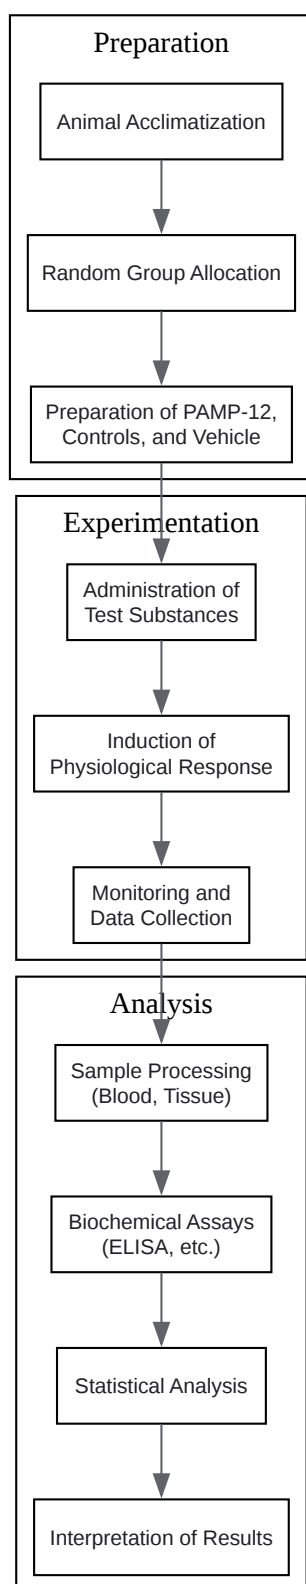 Preparation
Animal Acclimatization
Random Group Allocation
Preparation of PAMP-12,
Controls, and Vehicle
Experimentation
Administration of
Test Substances
Induction of
Physiological Response
Monitoring and
Data Collection
Analysis
Sample Processing
(Blood, Tissue)
Biochemical Assays
(ELISA, etc.)
Statistical Analysis
Interpretation of Results